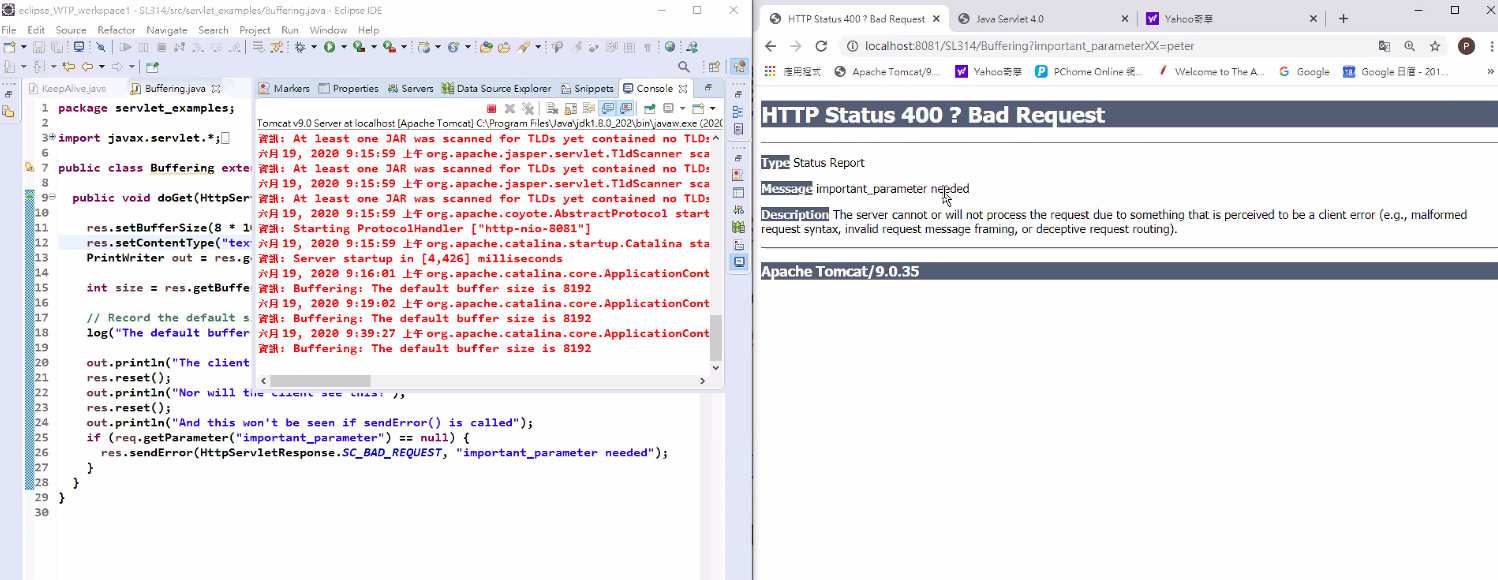 eclipse_WTP_workspace1 - SL314/src/servlet_examples/Buffering.java - Eclipse IDE
File Edit Source Refactor Navigate Search Project Run Window Help
KeepAlive.java Buffering.java
1 package servlet_examples;
2
3 import javax.servlet.*;
6
7 public class Buffering exte
8
9 public void doGet(HttpSer
10
11 res.setBufferSize(8 * 10
12 res.setContentType("tex
13 PrintWriter out = res.g
14
15 int size = res.getBuffe
16
17 // Record the default s
18 log("The default buffer
19
20 out.println("The client
21 res.reset();
22 out.println("Nor will the client see this!");
23 res.reset();
24 out.println("And this won't be seen if sendError() is called");
25 if (req.getParameter("important_parameter") == null) {
26 res.sendError(HttpServletResponse.SC_BAD_REQUEST, "important_parameter needed");
27 }
28 }
29 }
30
Markers Properties Servers Data Source Explorer Snippets Console
Tomcat v9.0 Server at localhost [Apache Tomcat] C:\Program Files\Java\jdk1.8.0_202\bin\javaw.exe (2020
資訊: At least one JAR was scanned for TLDs yet contained no TLDs
六月 19, 2020 9:15:59 上午 org.apache.jasper.servlet.TldScanner sca
資訊: At least one JAR was scanned for TLDs yet contained no TLDs
六月 19, 2020 9:15:59 上午 org.apache.jasper.servlet.TldScanner sca
資訊: At least one JAR was scanned for TLDs yet contained no TLDs
六月 19, 2020 9:15:59 上午 org.apache.coyote.AbstractProtocol start
資訊: Starting ProtocolHandler ["http-nio-8081"]
六月 19, 2020 9:15:59 上午 org.apache.catalina.startup.Catalina sta
資訊: Server startup in [4,426] milliseconds
六月 19, 2020 9:16:01 上午 org.apache.catalina.core.ApplicationCont
資訊: Buffering: The default buffer size is 8192
六月 19, 2020 9:19:02 上午 org.apache.catalina.core.ApplicationCont
資訊: Buffering: The default buffer size is 8192
六月 19, 2020 9:39:27 上午 org.apache.catalina.core.ApplicationCont
資訊: Buffering: The default buffer size is 8192
HTTP Status 400 ? Bad Request Java Servlet 4.0 Yahoo奇摩
localhost:8081/SL314/Buffering?important_parameterXX=peter P
應用程式 Apache Tomcat/9.... Yahoo奇摩 PChome Online 網... Welcome to The A... Google Google 日曆 - 201... »
HTTP Status 400 ? Bad Request
Type Status Report
Message important_parameter needed
Description The server cannot or will not process the request due to something that is perceived to be a client error (e.g., malformed
request syntax, invalid request message framing, or deceptive request routing).
Apache Tomcat/9.0.35